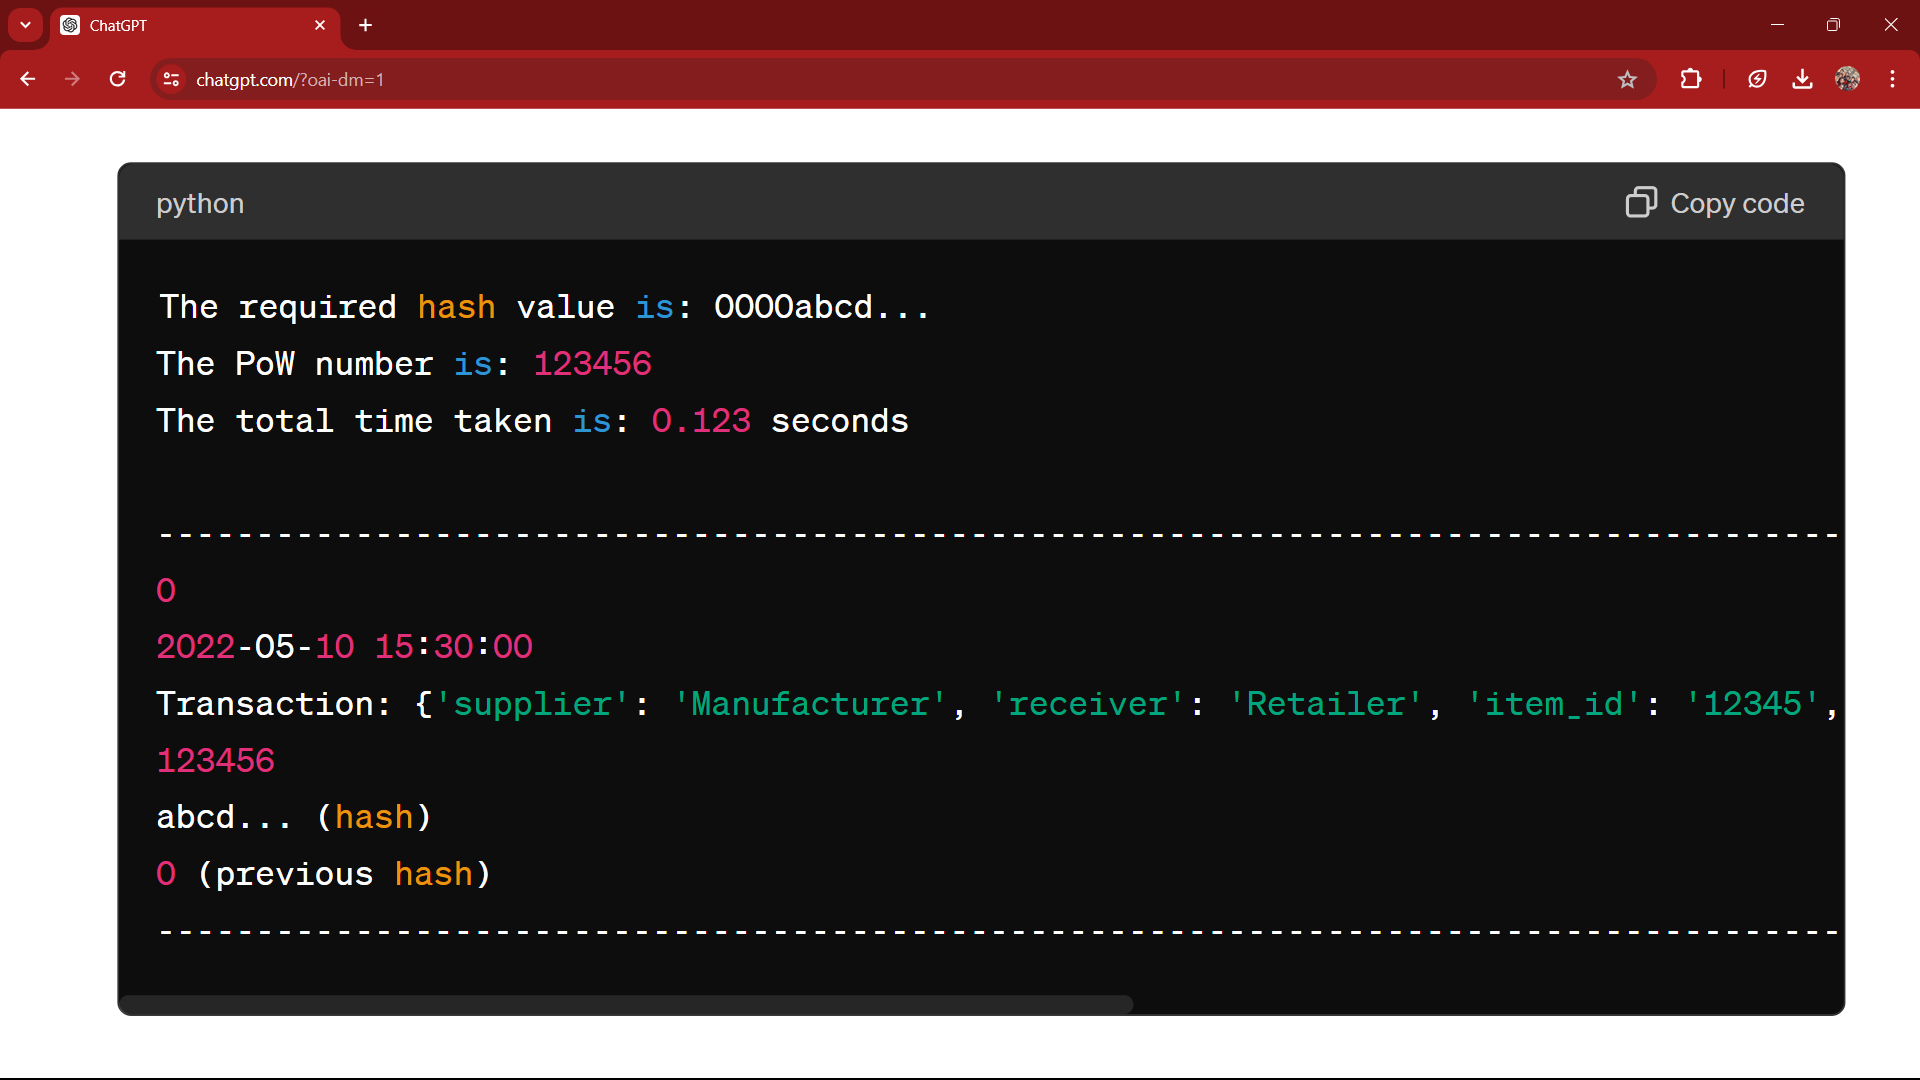 ChatGPT
chatgpt.com/?oai-dm=1
python
Copy code
The required hash value is: 0000abcd...
The PoW number is: 123456
The total time taken is: 0.123 seconds
-------------------------------------------------------------------------------------
0
2022-05-10 15:30:00
Transaction: {'supplier': 'Manufacturer', 'receiver': 'Retailer', 'item_id': '12345',
123456
abcd... (hash)
0 (previous hash)
-------------------------------------------------------------------------------------